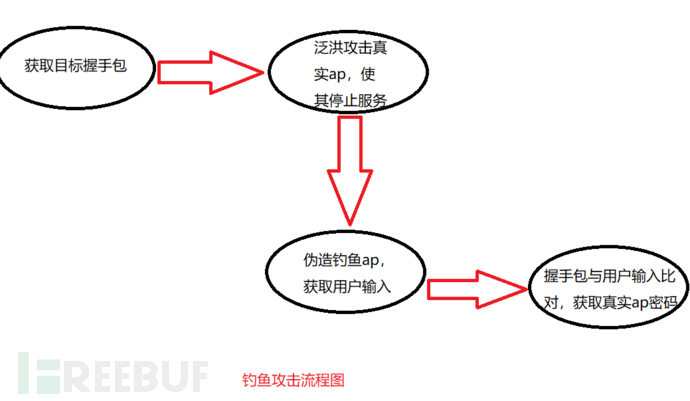 获取目标握手包
泛洪攻击真
实ap，使
其停止服务
伪造钓鱼ap，
获取用户输入
握手包与用户输入比
对，获取真实ap密码
FREEBUF
钓鱼攻击流程图